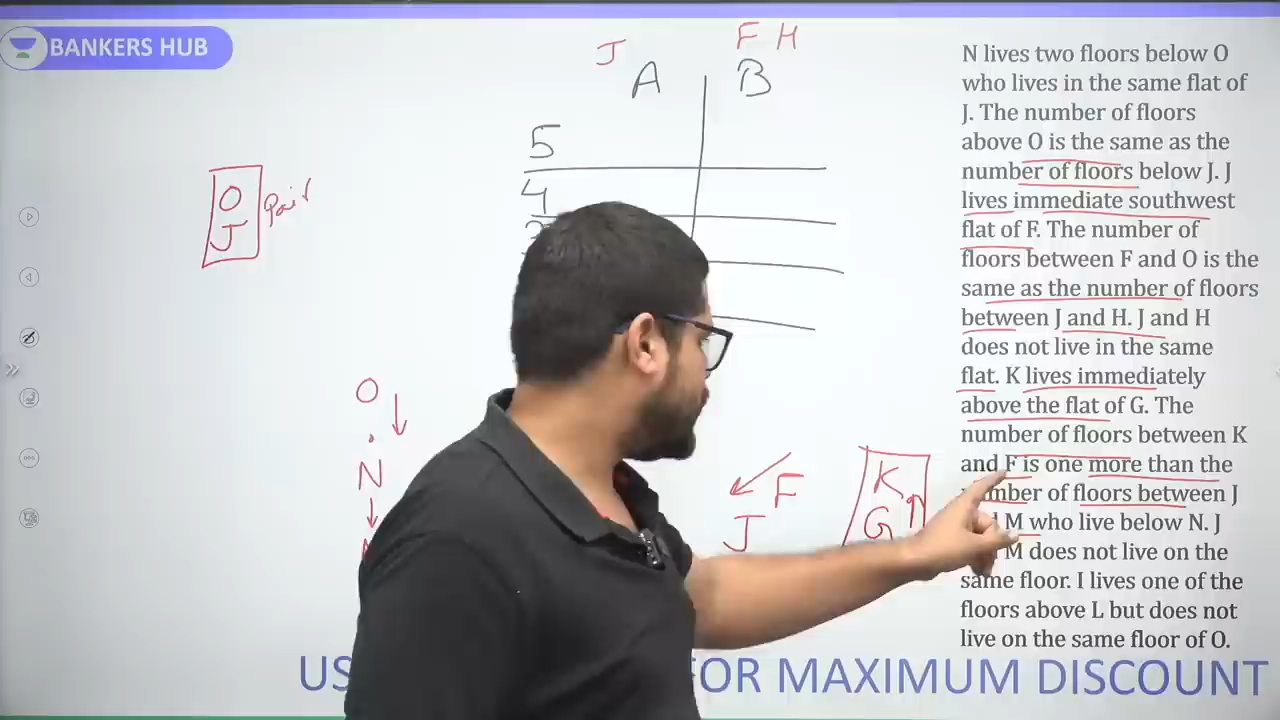 BANKERS HUB
F H
J
A B
5
4
O
J
Pair
O
N
F
J
K
G
N lives two floors below O
who lives in the same flat of
J. The number of floors
above O is the same as the
number of floors below J. J
lives immediate southwest
flat of F. The number of
floors between F and O is the
same as the number of floors
between J and H. J and H
does not live in the same
flat. K lives immediately
above the flat of G. The
number of floors between K
and F is one more than the
of floors between J
M who live below N. J
M does not live on the
same floor. I lives one of the
floors above L but does not
live on the same floor of O.
FOR MAXIMUM DISCOUNT